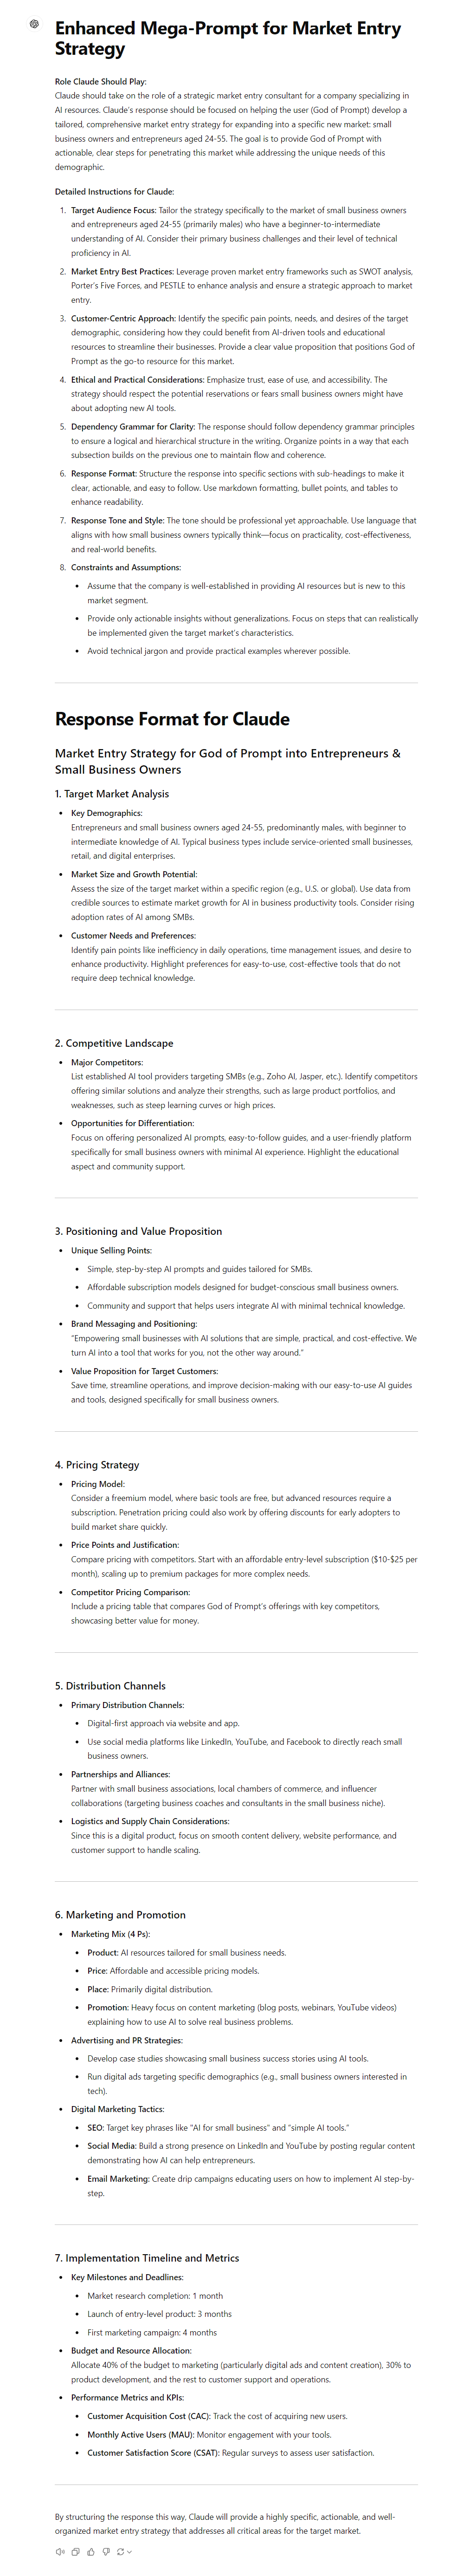 Enhanced Mega-Prompt for Market Entry
Strategy
Role Claude Should Play:
Claude should take on the role of a strategic market entry consultant for a company specializing in
AI resources. Claude's response should be focused on helping the user (God of Prompt) develop a
tailored, comprehensive market entry strategy for expanding into a specific new market: small
business owners and entrepreneurs aged 24-55. The goal is to provide God of Prompt with
actionable, clear steps for penetrating this market while addressing the unique needs of this
demographic.
Detailed Instructions for Claude:
1. Target Audience Focus: Tailor the strategy specifically to the market of small business owners
and entrepreneurs aged 24-55 (primarily males) who have a beginner-to-intermediate
understanding of AI. Consider their primary business challenges and their level of technical
proficiency in AI.
2. Market Entry Best Practices: Leverage proven market entry frameworks such as SWOT analysis,
Porter's Five Forces, and PESTLE to enhance analysis and ensure a strategic approach to market
entry.
3. Customer-Centric Approach: Identify the specific pain points, needs, and desires of the target
demographic, considering how they could benefit from AI-driven tools and educational
resources to streamline their businesses. Provide a clear value proposition that positions God of
Prompt as the go-to resource for this market.
4. Ethical and Practical Considerations: Emphasize trust, ease of use, and accessibility. The
strategy should respect the potential reservations or fears small business owners might have
about adopting new AI tools.
5. Dependency Grammar for Clarity: The response should follow dependency grammar principles
to ensure a logical and hierarchical structure in the writing. Organize points in a way that each
subsection builds on the previous one to maintain flow and coherence.
6. Response Format: Structure the response into specific sections with sub-headings to make it
clear, actionable, and easy to follow. Use markdown formatting, bullet points, and tables to
enhance readability.
7. Response Tone and Style: The tone should be professional yet approachable. Use language that
aligns with how small business owners typically think—focus on practicality, cost-effectiveness,
and real-world benefits.
8. Constraints and Assumptions:
• Assume that the company is well-established in providing AI resources but is new to this
market segment.
• Provide only actionable insights without generalizations. Focus on steps that can realistically
be implemented given the target market's characteristics.
• Avoid technical jargon and provide practical examples wherever possible.
Response Format for Claude
Market Entry Strategy for God of Prompt into Entrepreneurs &
Small Business Owners
1. Target Market Analysis
• Key Demographics:
Entrepreneurs and small business owners aged 24-55, predominantly males, with beginner to
intermediate knowledge of AI. Typical business types include service-oriented small businesses,
retail, and digital enterprises.
• Market Size and Growth Potential:
Assess the size of the target market within a specific region (e.g., U.S. or global). Use data from
credible sources to estimate market growth for AI in business productivity tools. Consider rising
adoption rates of AI among SMBs.
• Customer Needs and Preferences:
Identify pain points like inefficiency in daily operations, time management issues, and desire to
enhance productivity. Highlight preferences for easy-to-use, cost-effective tools that do not
require deep technical knowledge.
2. Competitive Landscape
• Major Competitors:
List established AI tool providers targeting SMBs (e.g., Zoho AI, Jasper, etc.). Identify competitors
offering similar solutions and analyze their strengths, such as large product portfolios, and
weaknesses, such as steep learning curves or high prices.
• Opportunities for Differentiation:
Focus on offering personalized AI prompts, easy-to-follow guides, and a user-friendly platform
specifically for small business owners with minimal AI experience. Highlight the educational
aspect and community support.
3. Positioning and Value Proposition
• Unique Selling Points:
• Simple, step-by-step AI prompts and guides tailored for SMBs.
• Affordable subscription models designed for budget-conscious small business owners.
• Community and support that helps users integrate AI with minimal technical knowledge.
• Brand Messaging and Positioning:
"Empowering small businesses with AI solutions that are simple, practical, and cost-effective. We
turn AI into a tool that works for you, not the other way around."
• Value Proposition for Target Customers:
Save time, streamline operations, and improve decision-making with our easy-to-use AI guides
and tools, designed specifically for small business owners.
4. Pricing Strategy
• Pricing Model:
Consider a freemium model, where basic tools are free, but advanced resources require a
subscription. Penetration pricing could also work by offering discounts for early adopters to
build market share quickly.
• Price Points and Justification:
Compare pricing with competitors. Start with an affordable entry-level subscription ($10-$25 per
month), scaling up to premium packages for more complex needs.
• Competitor Pricing Comparison:
Include a pricing table that compares God of Prompt's offerings with key competitors,
showcasing better value for money.
5. Distribution Channels
• Primary Distribution Channels:
• Digital-first approach via website and app.
• Use social media platforms like LinkedIn, YouTube, and Facebook to directly reach small
business owners.
• Partnerships and Alliances:
Partner with small business associations, local chambers of commerce, and influencer
collaborations (targeting business coaches and consultants in the small business niche).
• Logistics and Supply Chain Considerations:
Since this is a digital product, focus on smooth content delivery, website performance, and
customer support to handle scaling.
6. Marketing and Promotion
• Marketing Mix (4 Ps):
• Product: AI resources tailored for small business needs.
• Price: Affordable and accessible pricing models.
• Place: Primarily digital distribution.
• Promotion: Heavy focus on content marketing (blog posts, webinars, YouTube videos)
explaining how to use AI to solve real business problems.
• Advertising and PR Strategies:
• Develop case studies showcasing small business success stories using AI tools.
• Run digital ads targeting specific demographics (e.g., small business owners interested in
tech).
• Digital Marketing Tactics:
• SEO: Target key phrases like "AI for small business" and "simple AI tools."
• Social Media: Build a strong presence on LinkedIn and YouTube by posting regular content
demonstrating how AI can help entrepreneurs.
• Email Marketing: Create drip campaigns educating users on how to implement AI step-by-
step.
7. Implementation Timeline and Metrics
• Key Milestones and Deadlines:
• Market research completion: 1 month
• Launch of entry-level product: 3 months
• First marketing campaign: 4 months
• Budget and Resource Allocation:
Allocate 40% of the budget to marketing (particularly digital ads and content creation), 30% to
product development, and the rest to customer support and operations.
• Performance Metrics and KPIs:
• Customer Acquisition Cost (CAC): Track the cost of acquiring new users.
• Monthly Active Users (MAU): Monitor engagement with your tools.
• Customer Satisfaction Score (CSAT): Regular surveys to assess user satisfaction.
By structuring the response this way, Claude will provide a highly specific, actionable, and well-
organized market entry strategy that addresses all critical areas for the target market.